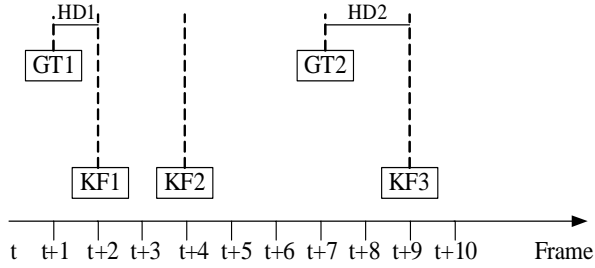 HD1 HD2
GT1 GT2
KF1 KF2 KF3
t t+1 t+2 t+3 t+4 t+5 t+6 t+7 t+8 t+9 t+10 Frame